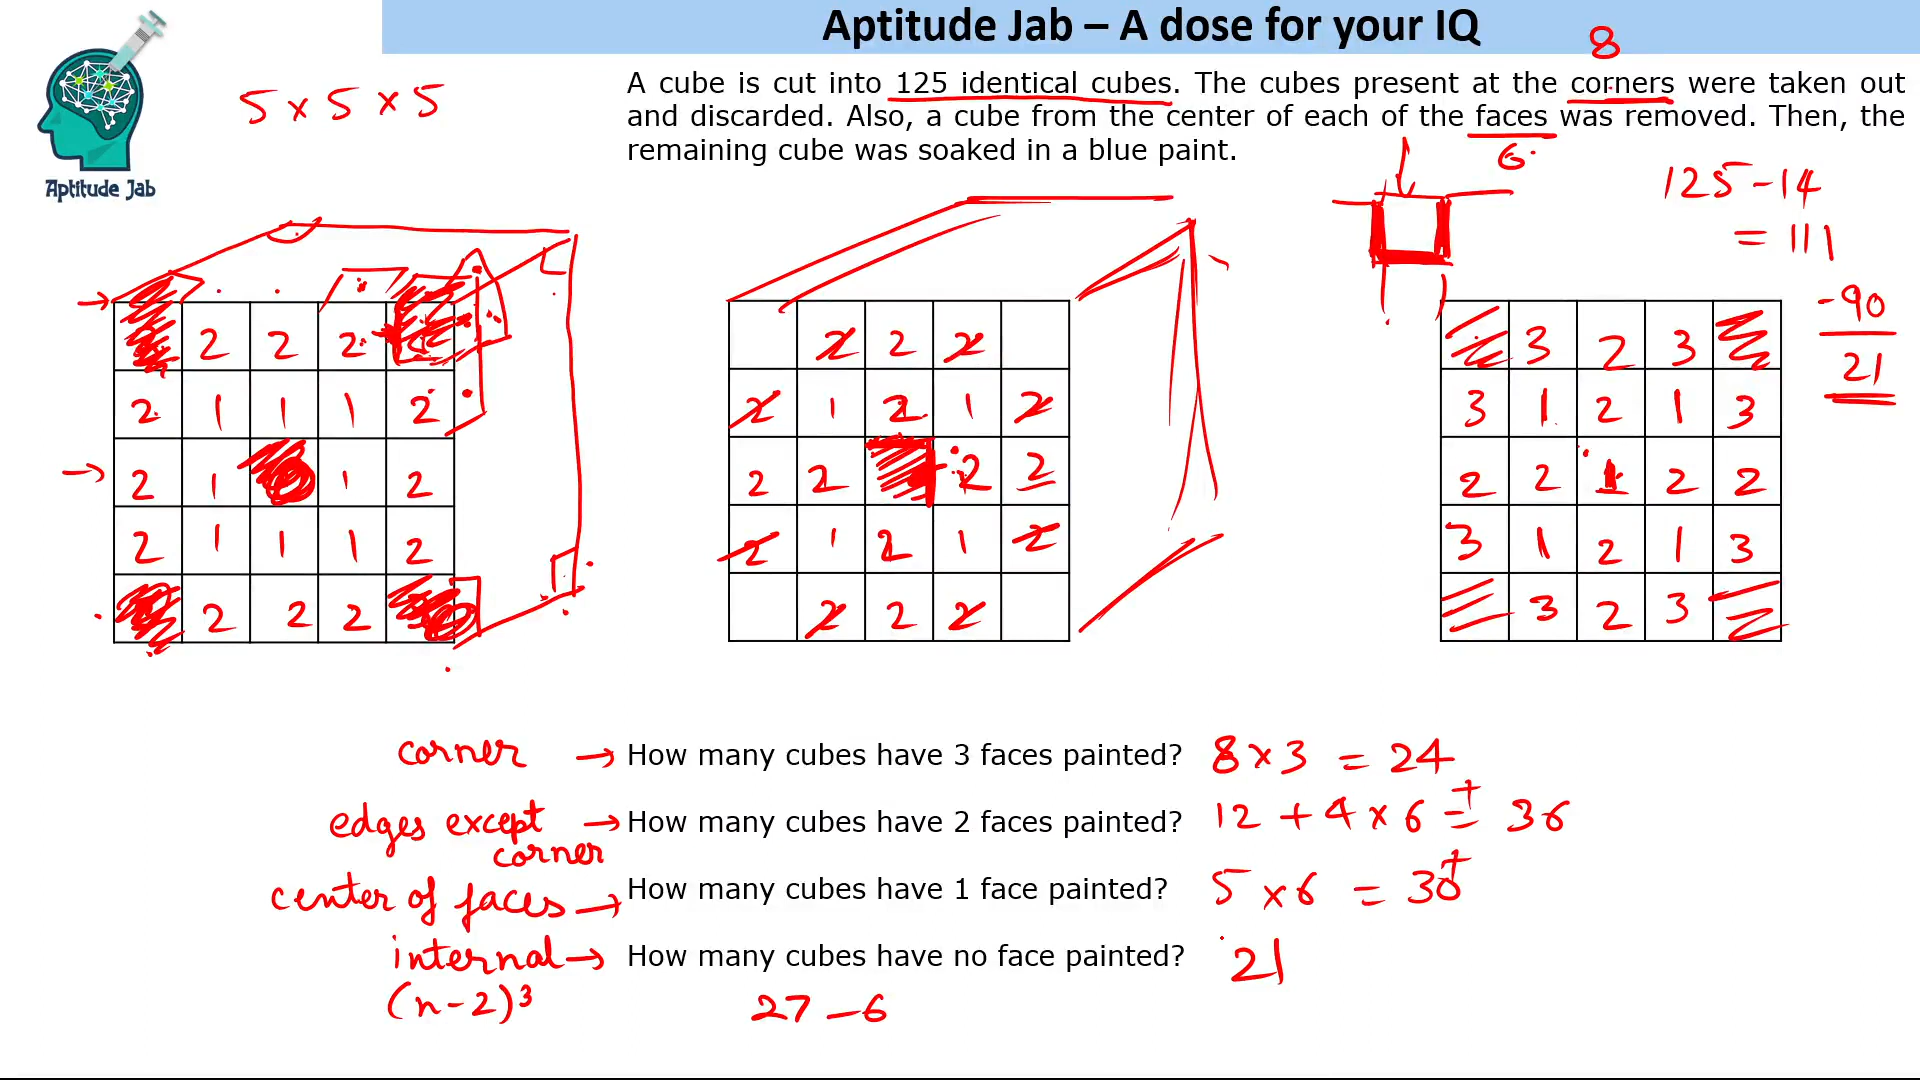 Aptitude Jab – A dose for your IQ
8
A cube is cut into 125 identical cubes. The cubes present at the corners were taken out
and discarded. Also, a cube from the center of each of the faces was removed. Then, the
remaining cube was soaked in a blue paint.
5 x 5 x 5
6
Aptitude Jab
125 - 14
= 111
- 90
21
2 2 2
2 1 1 1 2
2 1 1 2
2 1 1 1 2
2 2 2
2 2 2
2 1 2 1 2
2 2 2 2
2 1 2 1 2
2 2 2
3 2 3
3 1 2 1 3
2 2 1 2 2
3 1 2 1 3
3 2 3
corner → How many cubes have 3 faces painted? 8 x 3 = 24
edges except corner → How many cubes have 2 faces painted? 12 + 4 x 6 = 36
+
center of faces → How many cubes have 1 face painted? 5 x 6 = 30
+
internal → How many cubes have no face painted? 21
(n-2)³ 27 - 6